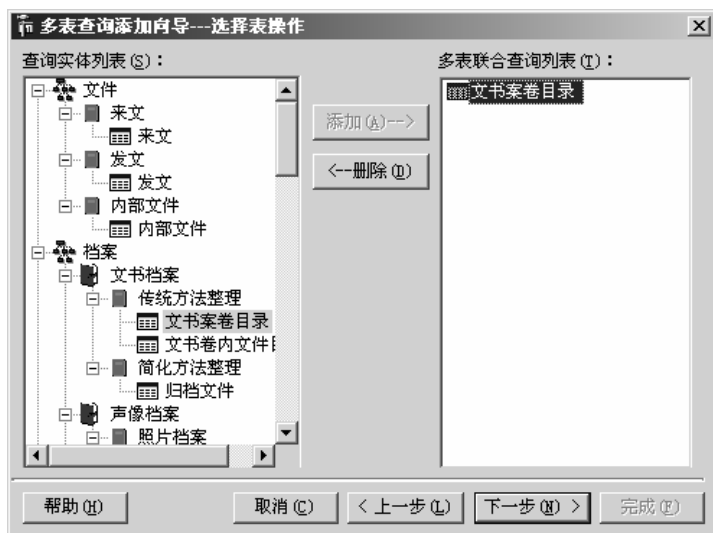 多表查询添加向导---选择表操作
查询实体列表(S):
多表联合查询列表(T):
文件
来文
来文
发文
发文
内部文件
内部文件
档案
文书档案
传统方法整理
文书案卷目录
文书卷内文件
简化方法整理
归档文件
声像档案
照片档案
添加(A)-->
<--删除(D)
文书案卷目录
帮助(H)
取消(C)
< 上一步(L)
下一步(N) >
完成(F)